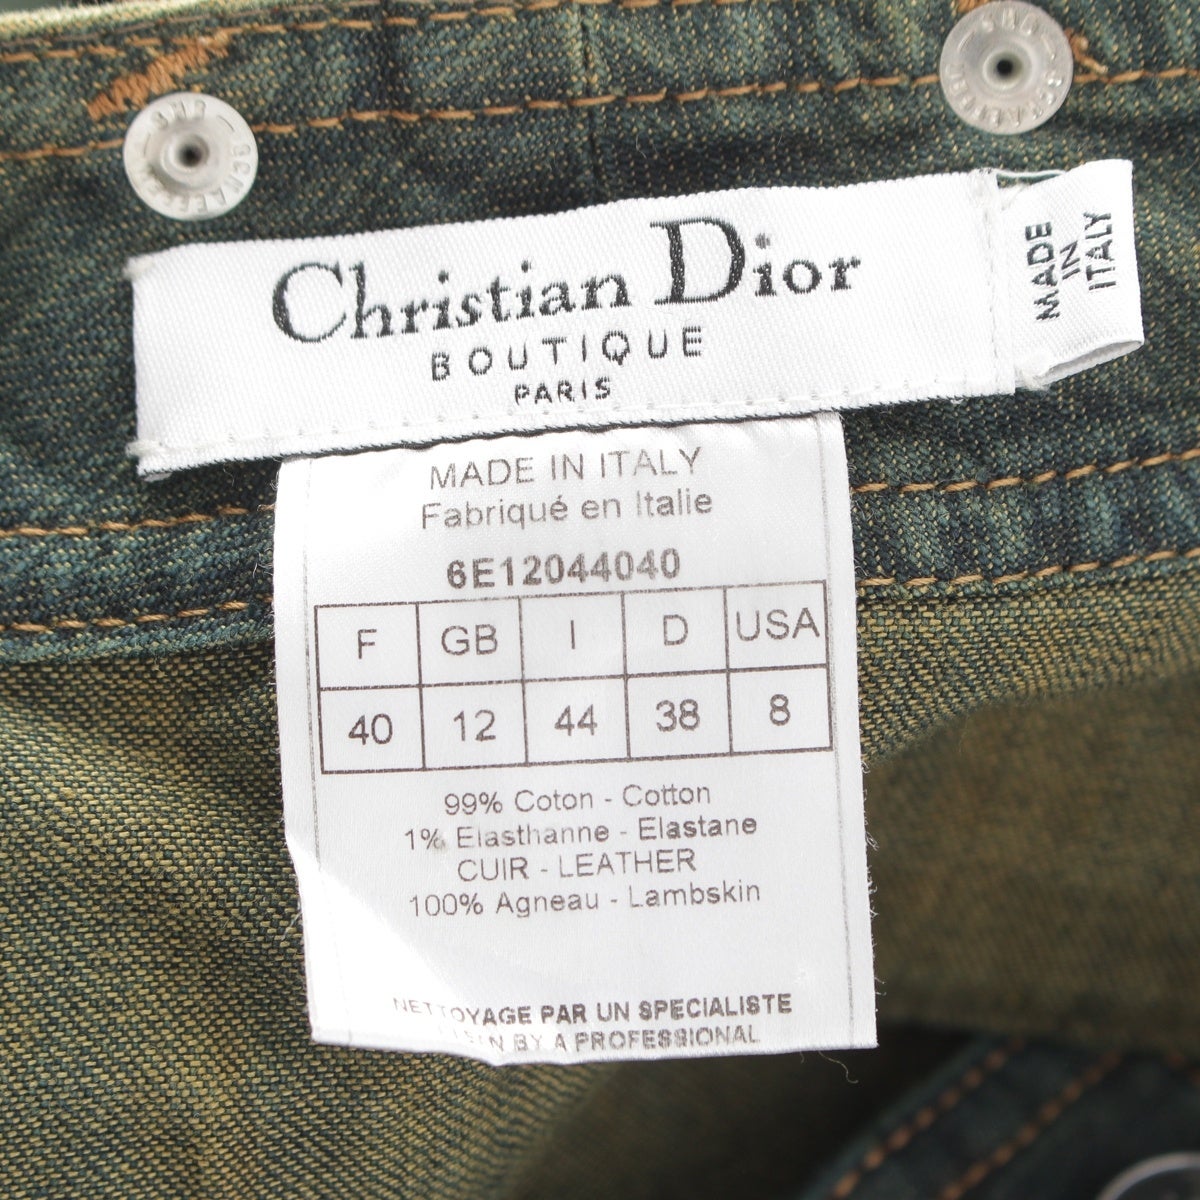 Christian Dior
BOUTIQUE
PARIS
MADE
IN
ITALY
MADE IN ITALY
Fabriqué en Italie
6E12044040
F GB I D USA
40 12 44 38 8
99% Coton - Cotton
1% Elasthanne - Elastane
CUIR - LEATHER
100% Agneau - Lambskin
NETTOYAGE PAR UN SPECIALISTE
BY A PROFESSIONAL